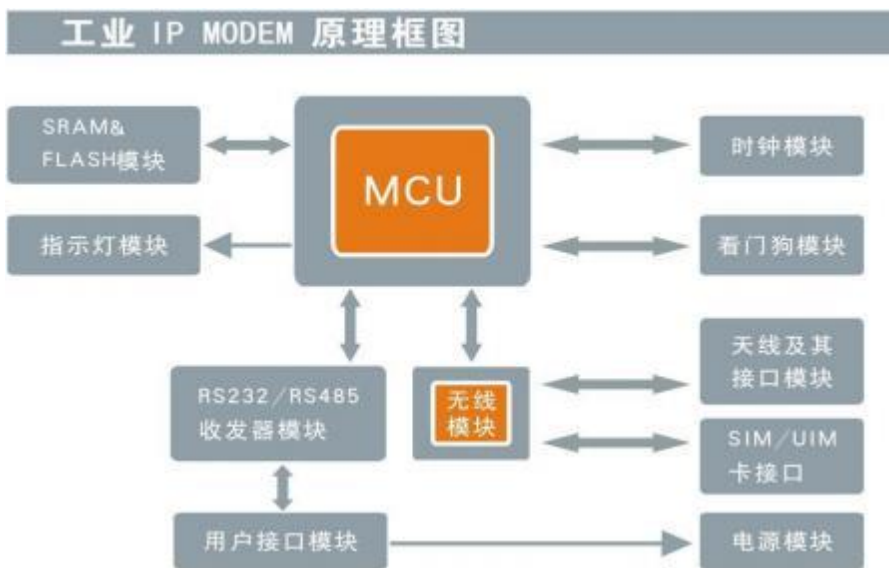 工业 IP MODEM 原理框图
SRAM&
FLASH模块
MCU
时钟模块
指示灯模块
看门狗模块
RS232/RS485
收发器模块
无线
模块
天线及其
接口模块
SIM/UIM
卡接口
用户接口模块
电源模块